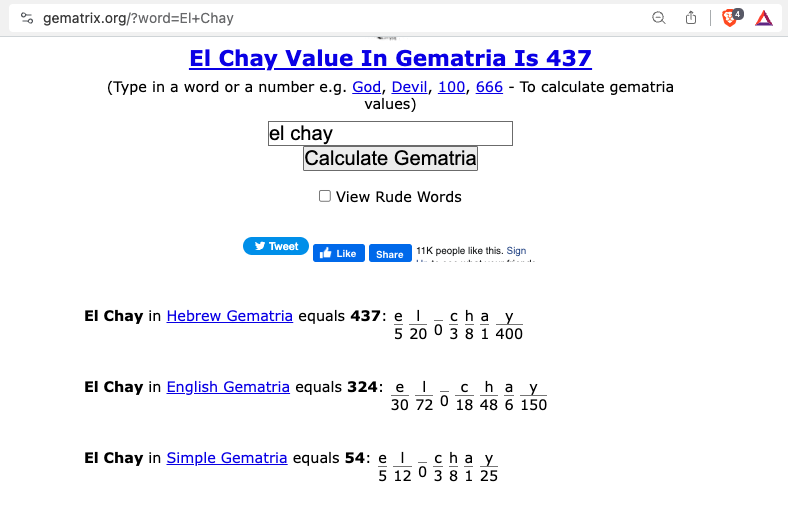 gematrix.org/?word=El+Chay
4
El Chay Value In Gematria Is 437
(Type in a word or a number e.g. God, Devil, 100, 666 - To calculate gematria
values)
el chay
Calculate Gematria
View Rude Words
Tweet Like Share 11K people like this. Sign
El Chay in Hebrew Gematria equals 437: e l _ c h a y
5 20 0 3 8 1 400
El Chay in English Gematria equals 324: e l _ c h a y
30 72 0 18 48 6 150
El Chay in Simple Gematria equals 54: e l _ c h a y
5 12 0 3 8 1 25